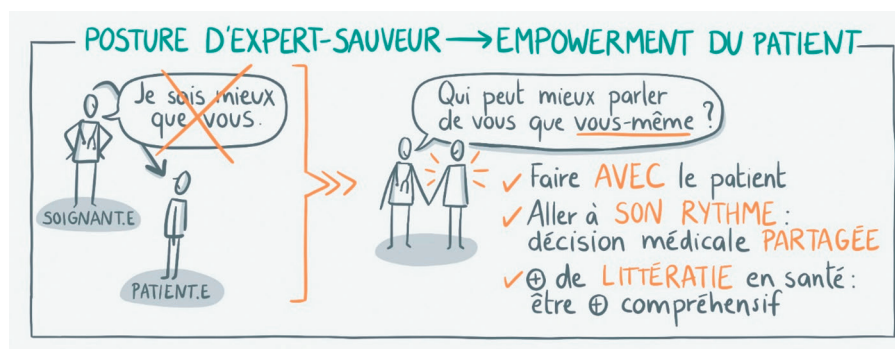 POSTURE D'EXPERT-SAUVEUR → EMPOWERMENT DU PATIENT
Je sais mieux
que vous.
SOIGNANT.E
PATIENT.E
Qui peut mieux parler
de vous que vous-même ?
✓ Faire AVEC le patient
✓ Aller à SON RYTHME :
décision médicale PARTAGÉE
✓ ⊕ de LITTÉRATIE en santé :
être ⊕ compréhensif